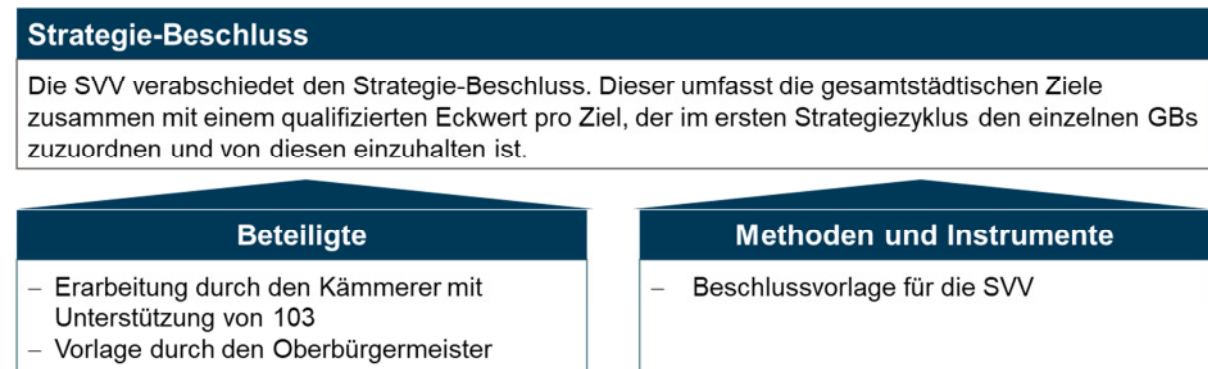 Strategie-Beschluss
Die SVV verabschiedet den Strategie-Beschluss. Dieser umfasst die gesamtstädtischen Ziele
zusammen mit einem qualifizierten Eckwert pro Ziel, der im ersten Strategiezyklus den einzelnen GBs
zuzuordnen und von diesen einzuhalten ist.
Beteiligte
– Erarbeitung durch den Kämmerer mit
Unterstützung von 103
– Vorlage durch den Oberbürgermeister
Methoden und Instrumente
– Beschlussvorlage für die SVV